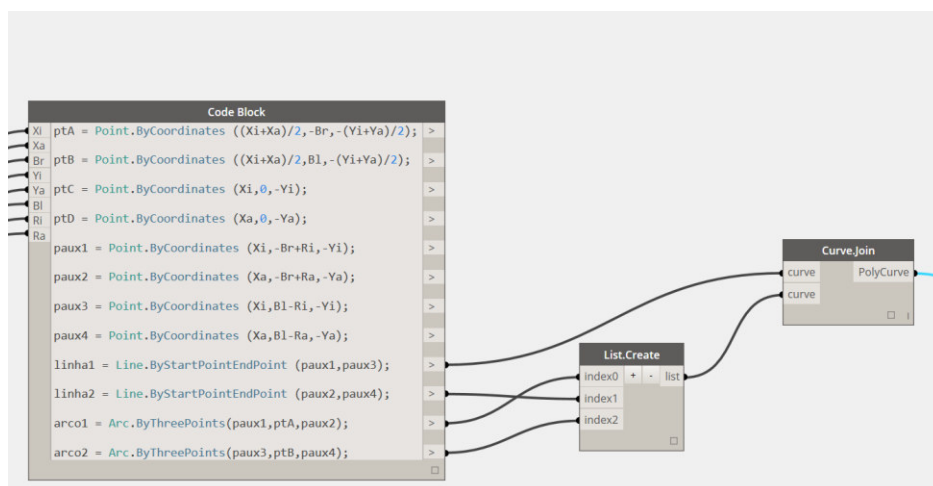 Code Block
Xi
Xa
Br
Yi
Ya
Bl
Ri
Ra
ptA = Point.ByCoordinates ((Xi+Xa)/2,-Br,-(Yi+Ya)/2); >
ptB = Point.ByCoordinates ((Xi+Xa)/2,Bl,-(Yi+Ya)/2); >
ptC = Point.ByCoordinates (Xi,0,-Yi); >
ptD = Point.ByCoordinates (Xa,0,-Ya); >
paux1 = Point.ByCoordinates (Xi,-Br+Ri,-Yi); >
paux2 = Point.ByCoordinates (Xa,-Br+Ra,-Ya); >
paux3 = Point.ByCoordinates (Xi,Bl-Ri,-Yi); >
paux4 = Point.ByCoordinates (Xa,Bl-Ra,-Ya); >
linha1 = Line.ByStartPointEndPoint (paux1,paux3); >
linha2 = Line.ByStartPointEndPoint (paux2,paux4); >
arco1 = Arc.ByThreePoints(paux1,ptA,paux2); >
arco2 = Arc.ByThreePoints(paux3,ptB,paux4); >
List.Create
index0 + - list
index1
index2
Curve.Join
curve PolyCurve
curve